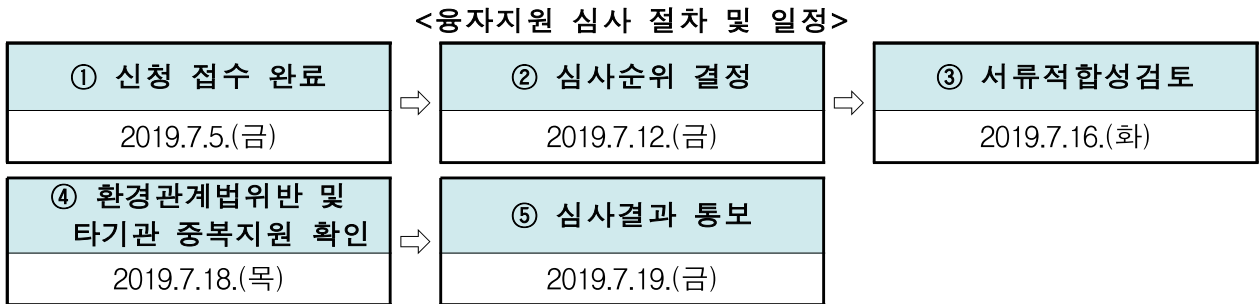 <융자지원 심사 절차 및 일정>
① 신청 접수 완료
⇨
② 심사순위 결정
⇨
③ 서류적합성검토
2019.7.5.(금)
2019.7.12.(금)
2019.7.16.(화)
④ 환경관계법위반 및
타기관 중복지원 확인
⇨
⑤ 심사결과 통보
2019.7.18.(목)
2019.7.19.(금)